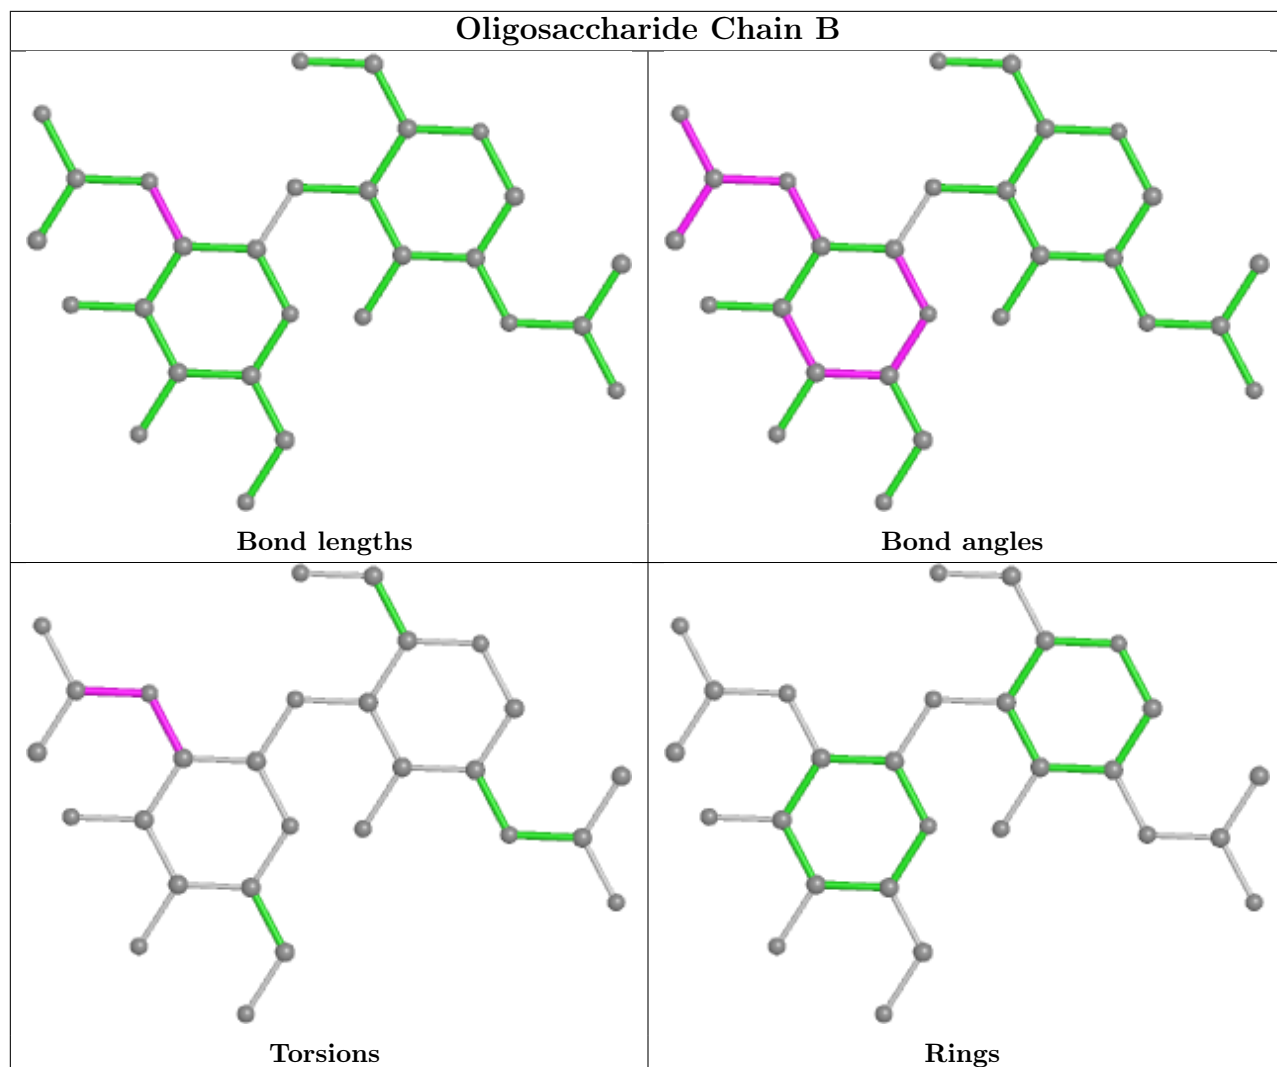 Oligosaccharide Chain B
Bond lengths
Bond angles
Torsions
Rings